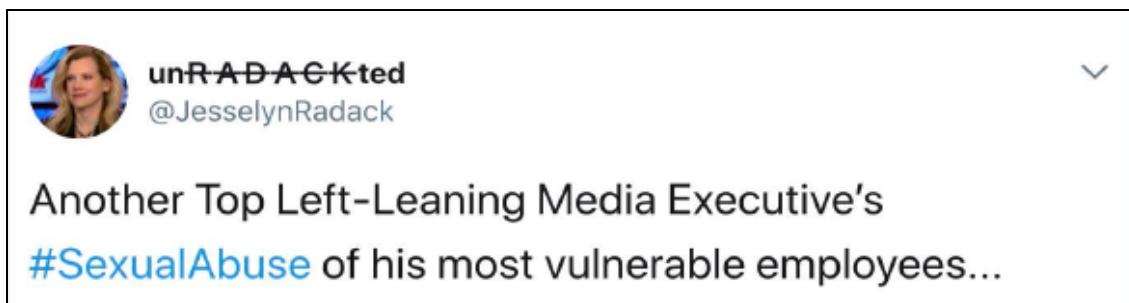 unRADACKted
@JesselynRadack
Another Top Left-Leaning Media Executive’s
#SexualAbuse of his most vulnerable employees...